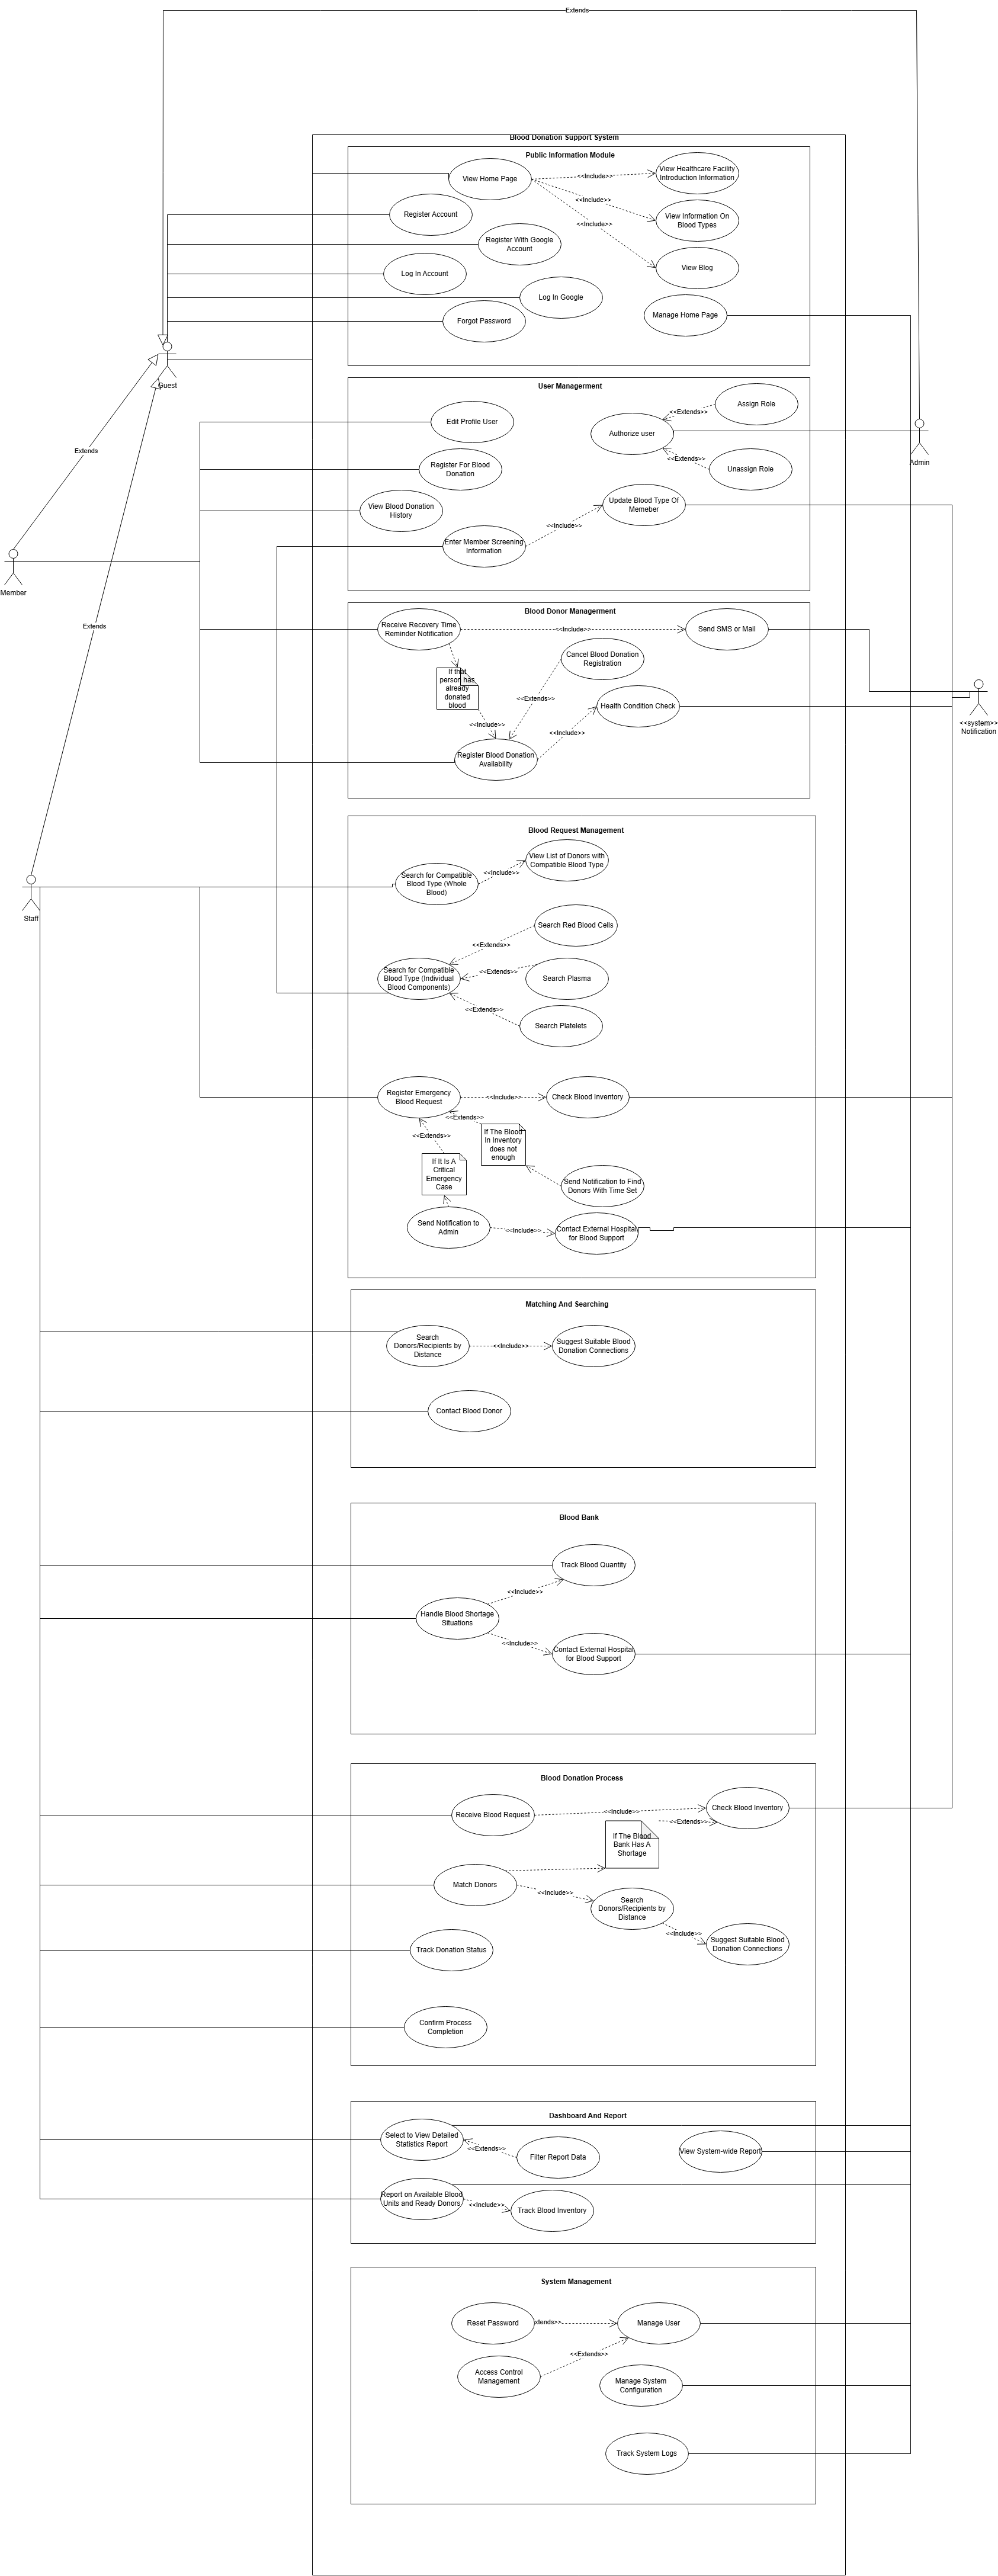 Extends
Blood Donation Support System
Public Information Module
View Home Page
<<Include>>
View Healthcare Facility
Introduction Information
Register Account
<<Include>>
View Information On
Blood Types
<<Include>>
Register With Google
Account
Log In Account
View Blog
Log In Google
Forgot Password
Manage Home Page
Guest
User Managerment
Extends
Edit Profile User
Authorize user
<<Extends>>
Assign Role
Admin
Register For Blood
Donation
<<Extends>>
Unassign Role
View Blood Donation
History
Update Blood Type Of
Memeber
<<Include>>
Enter Member Screening
Information
Member
Blood Donor Managerment
Extends
Receive Recovery Time
Reminder Notification
<<Include>>
Send SMS or Mail
If that
person has
already
donated
blood
Cancel Blood Donation
Registration
<<Extends>>
Health Condition Check
<<system>>
Notification
<<Include>>
<<Include>>
Register Blood Donation
Availability
Blood Request Management
View List of Donors with
Compatible Blood Type
<<Include>>
Search for Compatible
Blood Type (Whole
Blood)
Staff
Search Red Blood Cells
<<Extends>>
Search for Compatible
Blood Type (Individual
Blood Components)
<<Extends>>
Search Plasma
<<Extends>>
Search Platelets
Register Emergency
Blood Request
<<Include>>
Check Blood Inventory
<<Extends>>
<<Extends>>
If The Blood
In Inventory
does not
enough
If It Is A
Critical
Emergency
Case
Send Notification to Find
Donors With Time Set
Send Notification to
Admin
<<Include>>
Contact External Hospital
for Blood Support
Matching And Searching
Search
Donors/Recipients by
Distance
<<Include>>
Suggest Suitable Blood
Donation Connections
Contact Blood Donor
Blood Bank
Track Blood Quantity
<<Include>>
Handle Blood Shortage
Situations
<<Include>>
Contact External Hospital
for Blood Support
Blood Donation Process
Receive Blood Request
<<Include>>
Check Blood Inventory
<<Extends>>
If The Blood
Bank Has A
Shortage
Match Donors
<<Include>>
Search
Donors/Recipients by
Distance
<<Include>>
Suggest Suitable Blood
Donation Connections
Track Donation Status
Confirm Process
Completion
Dashboard And Report
Select to View Detailed
Statistics Report
<<Extends>>
Filter Report Data
View System-wide Report
Report on Available Blood
Units and Ready Donors
<<Include>>
Track Blood Inventory
System Management
Reset Password
xtends>>
Manage User
<<Extends>>
Access Control
Management
Manage System
Configuration
Track System Logs